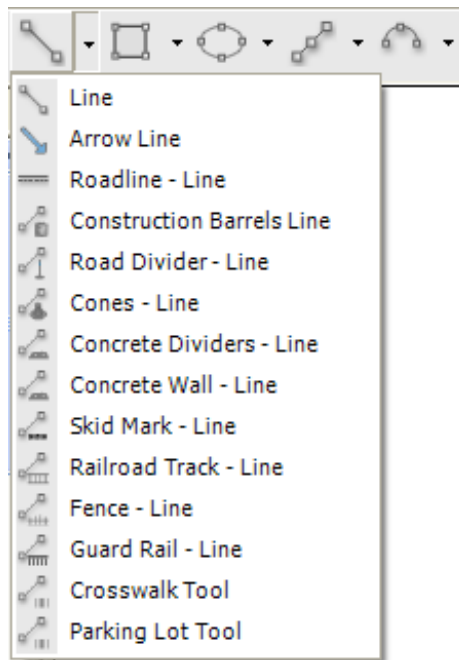 Line
Arrow Line
Roadline - Line
Construction Barrels Line
Road Divider - Line
Cones - Line
Concrete Dividers - Line
Concrete Wall - Line
Skid Mark - Line
Railroad Track - Line
Fence - Line
Guard Rail - Line
Crosswalk Tool
Parking Lot Tool